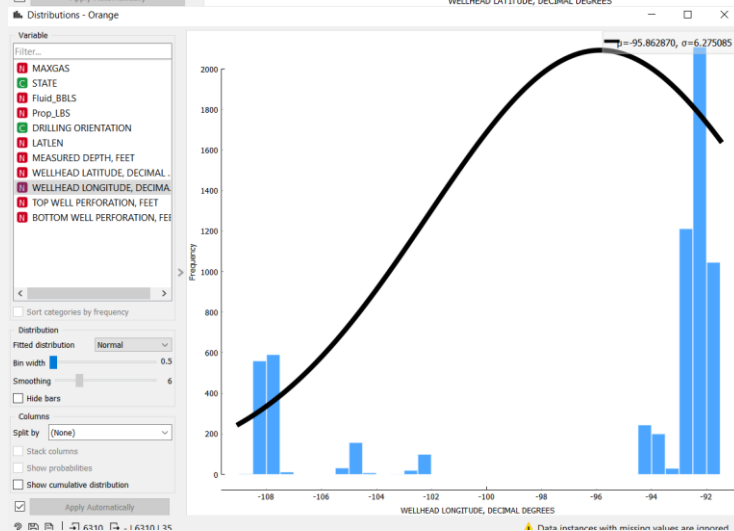 Apply Automatically
WELLHEAD LATITUDE, DECIMAL DEGREES
Distributions - Orange
Variable
Filter...
N MAXGAS
C STATE
N Fluid_BBLS
N Prop_LBS
C DRILLING ORIENTATION
N LATLEN
N MEASURED DEPTH, FEET
N WELLHEAD LATITUDE, DECIMAL .
N WELLHEAD LONGITUDE, DECIMA
N TOP WELL PERFORATION, FEET
N BOTTOM WELL PERFORATION, FEE
Sort categories by frequency
Distribution
Fitted distribution Normal
Bin width 0.5
Smoothing 6
Hide bars
Columns
Split by (None)
Stack columns
Show probabilities
Show cumulative distribution
Apply Automatically
? 6310 - | 6310 | 35
μ=-95.862870, σ=6.275085
2000
1800
1600
1400
1200
1000
800
600
400
200
0
Frequency
-108 -106 -104 -102 -100 -98 -96 -94 -92
WELLHEAD LONGITUDE, DECIMAL DEGREES
Data instances with missing values are ignored